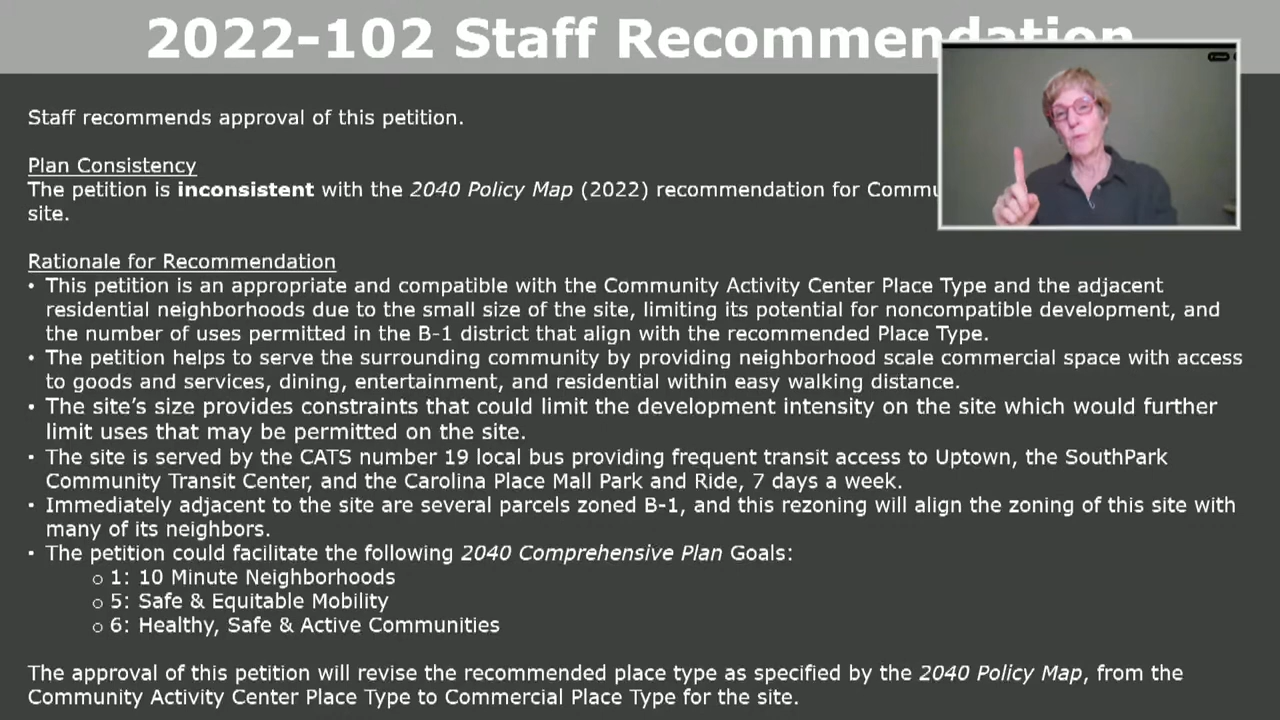 2022-102 Staff Recommendation
Staff recommends approval of this petition.
Plan Consistency
The petition is inconsistent with the 2040 Policy Map (2022) recommendation for
site.
Rationale for Recommendation
• This petition is an appropriate and compatible with the Community Activity Center Place Type and the adjacent
residential neighborhoods due to the small size of the site, limiting its potential for noncompatible development, and
the number of uses permitted in the B-1 district that align with the recommended Place Type.
• The petition helps to serve the surrounding community by providing neighborhood scale commercial space with access
to goods and services, dining, entertainment, and residential within easy walking distance.
• The site’s size provides constraints that could limit the development intensity on the site which would further
limit uses that may be permitted on the site.
• The site is served by the CATS number 19 local bus providing frequent transit access to Uptown, the SouthPark
Community Transit Center, and the Carolina Place Mall Park and Ride, 7 days a week.
• Immediately adjacent to the site are several parcels zoned B-1, and this rezoning will align the zoning of this site with
many of its neighbors.
• The petition could facilitate the following 2040 Comprehensive Plan Goals:
o 1: 10 Minute Neighborhoods
o 5: Safe & Equitable Mobility
o 6: Healthy, Safe & Active Communities
The approval of this petition will revise the recommended place type as specified by the 2040 Policy Map, from the
Community Activity Center Place Type to Commercial Place Type for the site.